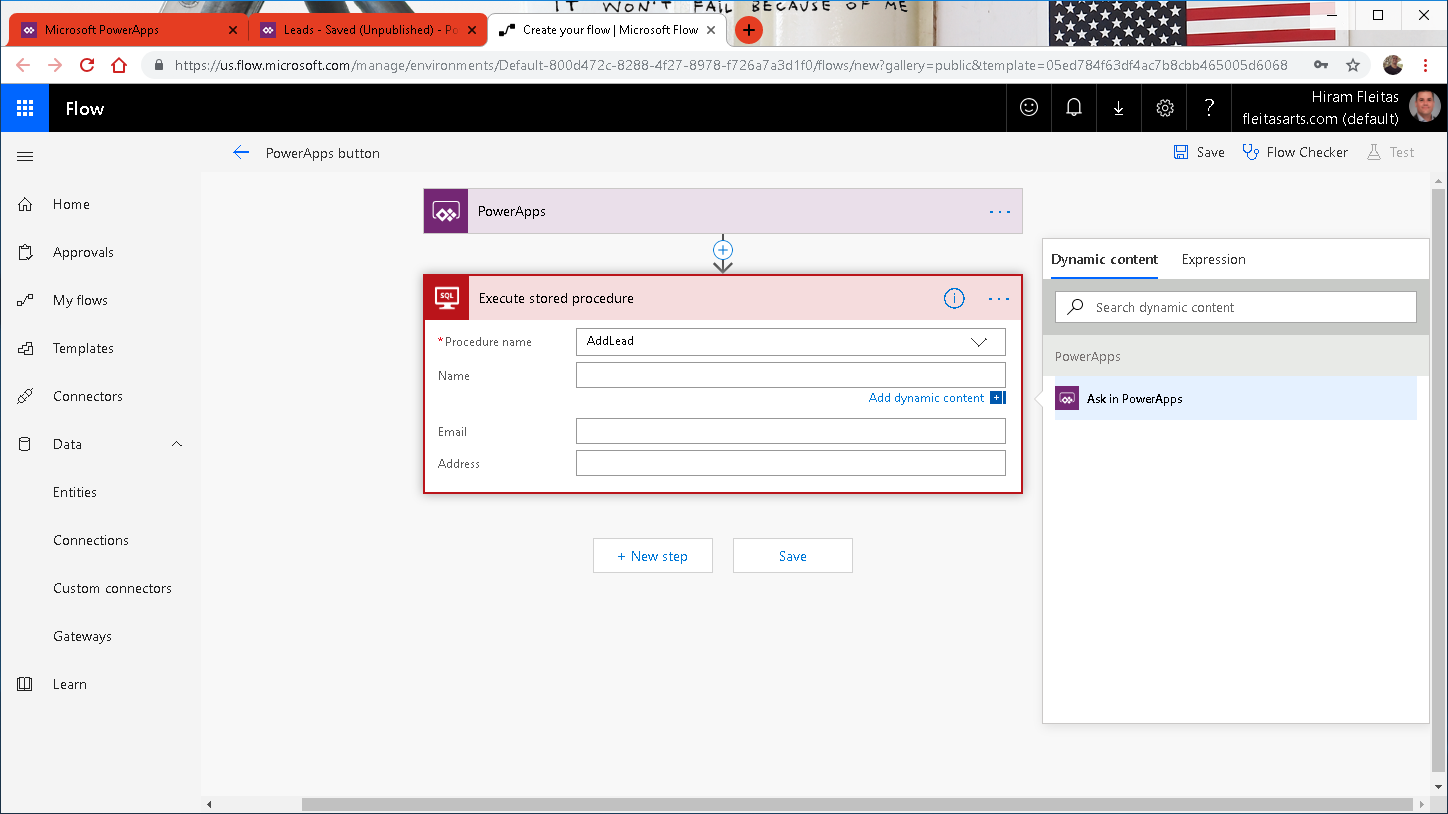 IT WON'T FAIL BECAUSE OF ME
Microsoft PowerApps
Leads - Saved (Unpublished) - Po
Create your flow | Microsoft Flow
https://us.flow.microsoft.com/manage/environments/Default-800d472c-8288-4f27-8978-f726a7a3d1f0/flows/new?gallery=public&template=05ed784f63df4ac7b8cbb465005d6068
Flow
?
Hiram Fleitas
fleitasarts.com (default)
PowerApps button
Save
Flow Checker
Test
Home
Approvals
My flows
Templates
Connectors
Data
Entities
Connections
Custom connectors
Gateways
Learn
PowerApps
SQL
Execute stored procedure
*Procedure name
AddLead
Name
Add dynamic content
Email
Address
+ New step
Save
Dynamic content
Expression
Search dynamic content
PowerApps
Ask in PowerApps